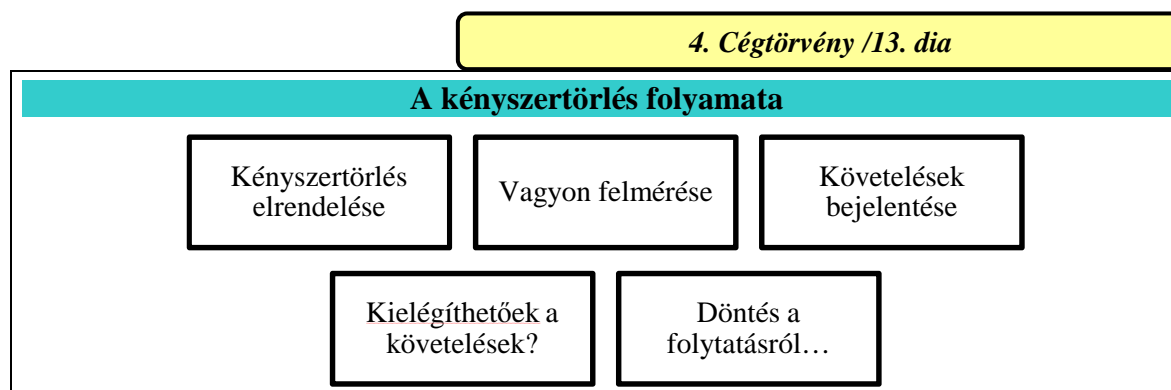 4. Cégtörvény /13. dia
A kényszertörlés folyamata
Kényszertörlés
elrendelése
Vagyon felmérése
Követelések
bejelentése
Kielégíthetőek a
követelések?
Döntés a
folytatásról…